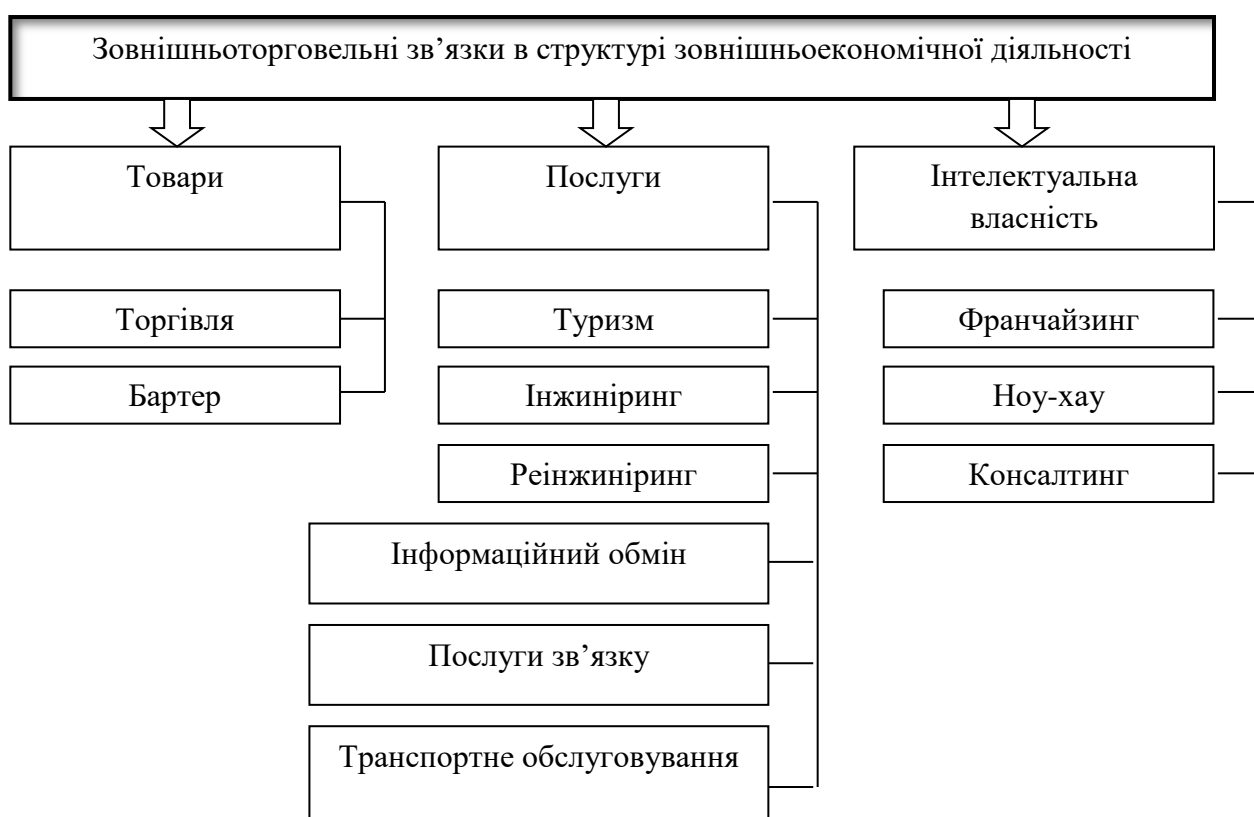 Зовнішньоторговельні зв’язки в структурі зовнішньоекономічної діяльності
Товари
Послуги
Інтелектуальна
власність
Торгівля
Туризм
Франчайзинг
Бартер
Інжиніринг
Ноу-хау
Реінжиніринг
Консалтинг
Інформаційний обмін
Послуги зв’язку
Транспортне обслуговування